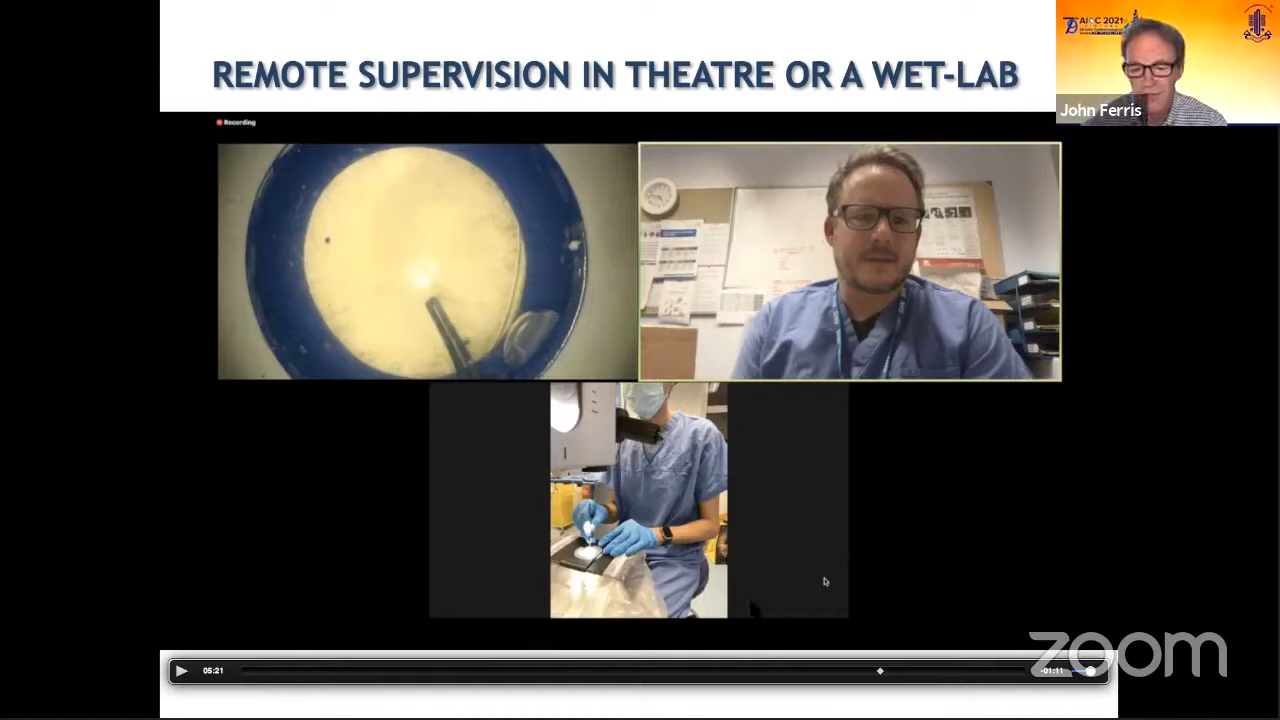 REMOTE SUPERVISION IN THEATRE OR A WET-LAB
AIOC 2021
John Ferris
Recording
05:21
-01:11
zoom